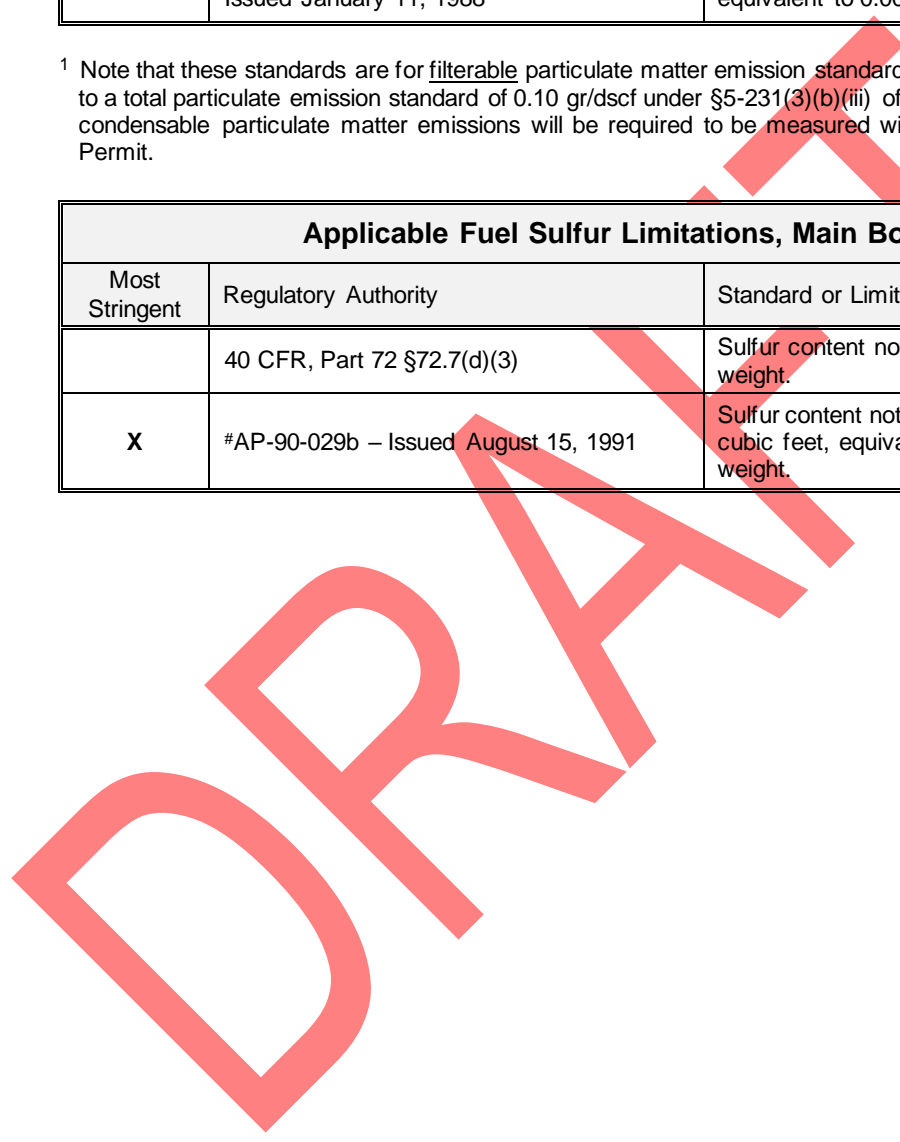 Issued January 11, 1988
equivalent to 0.00
1 Note that these standards are for filterable particulate matter emission standard
to a total particulate emission standard of 0.10 gr/dscf under §5-231(3)(b)(iii) of
condensable particulate matter emissions will be required to be measured wi
Permit.
Applicable Fuel Sulfur Limitations, Main Bo
Most
Stringent
Regulatory Authority
Standard or Limit
40 CFR, Part 72 §72.7(d)(3)
Sulfur content no
weight.
X
#AP-90-029b – Issued August 15, 1991
Sulfur content not
cubic feet, equiva
weight.
DRAFT